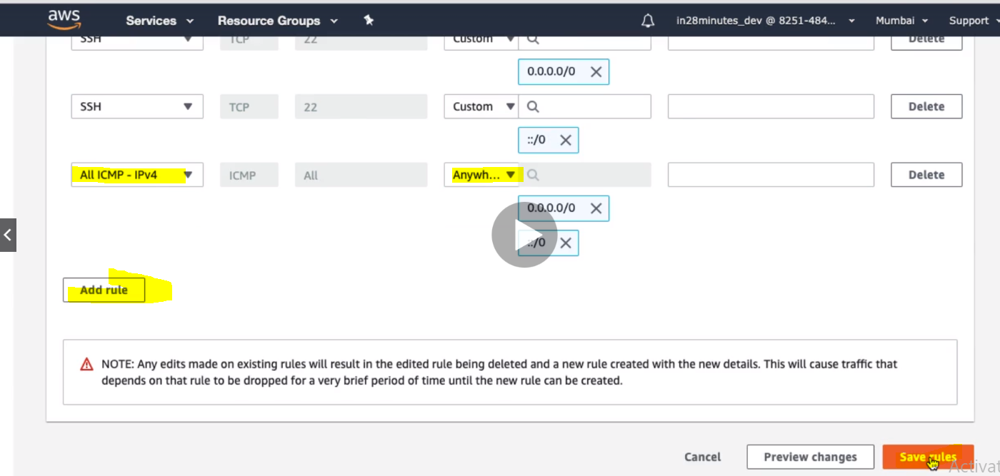 aws Services Resource Groups in28minutes_dev @ 8251-484... Mumbai Support
SSH TCP 22 Custom Delete
0.0.0.0/0
SSH TCP 22 Custom Delete
::/0
All ICMP - IPv4 ICMP All Anywh... Delete
0.0.0.0/0
::/0
Add rule
NOTE: Any edits made on existing rules will result in the edited rule being deleted and a new rule created with the new details. This will cause traffic that
depends on that rule to be dropped for a very brief period of time until the new rule can be created.
Cancel Preview changes Save rules
Activat